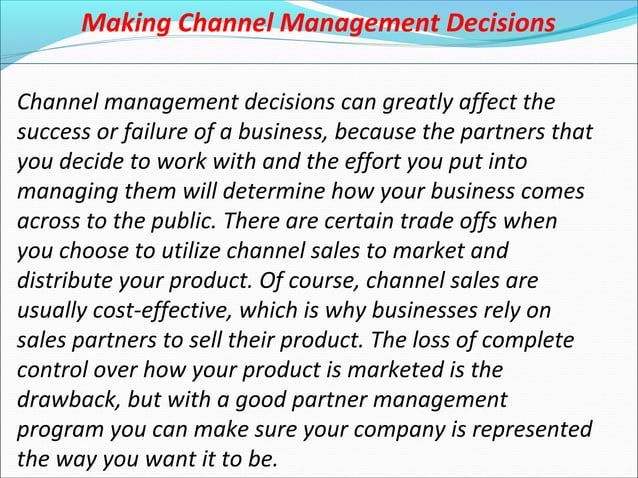 Making Channel Management Decisions
Channel management decisions can greatly affect the
success or failure of a business, because the partners that
you decide to work with and the effort you put into
managing them will determine how your business comes
across to the public. There are certain trade offs when
you choose to utilize channel sales to market and
distribute your product. Of course, channel sales are
usually cost-effective, which is why businesses rely on
sales partners to sell their product. The loss of complete
control over how your product is marketed is the
drawback, but with a good partner management
program you can make sure your company is represented
the way you want it to be.